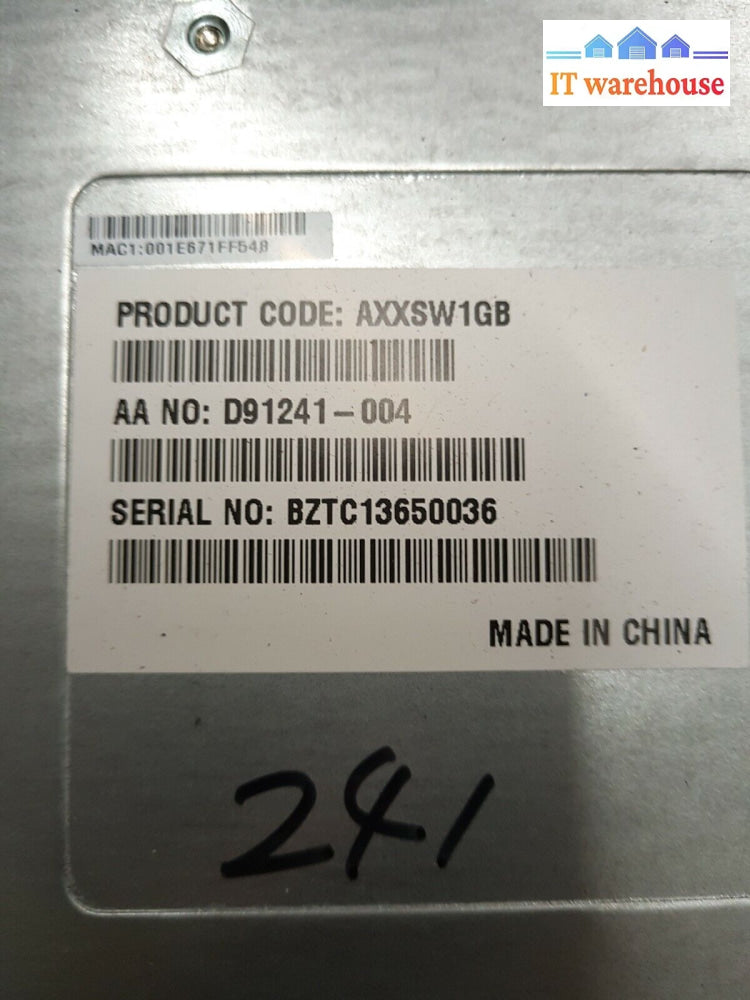 IT warehouse
MAC1:001E671FF548
PRODUCT CODE: AXXSW1GB
AA NO: D91241-004
SERIAL NO: BZTC13650036
MADE IN CHINA
241